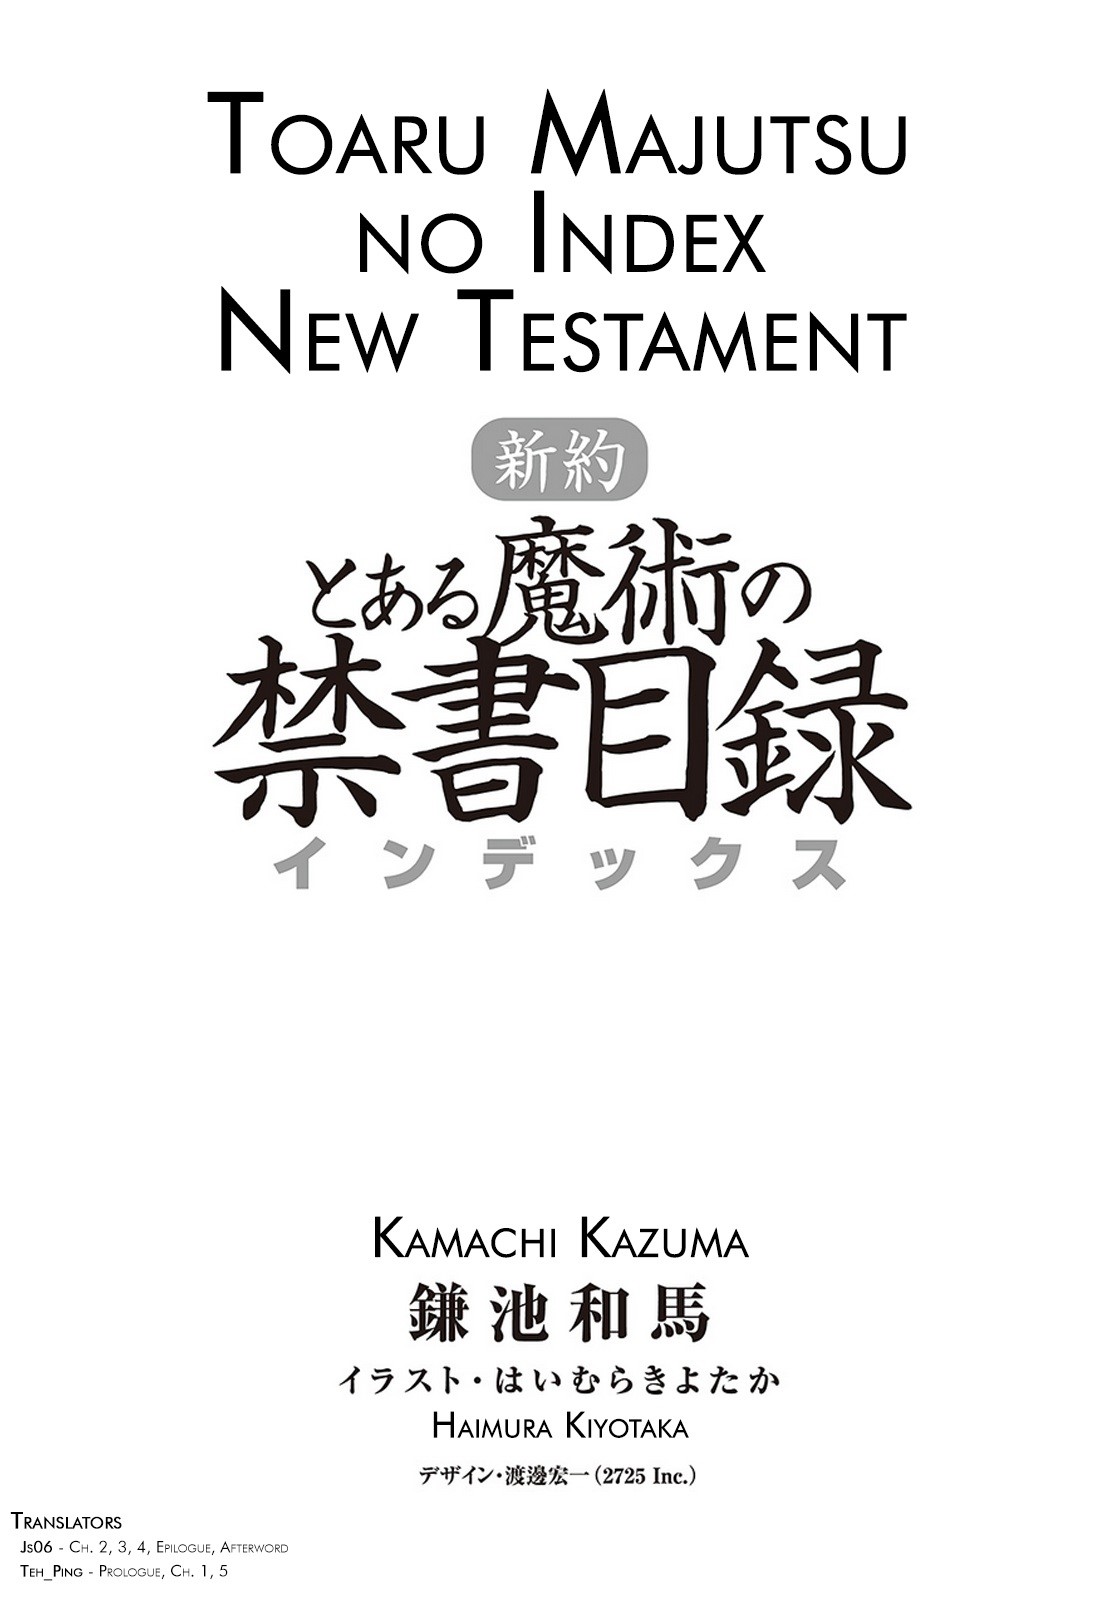 Toaru Majutsu
no Index
New Testament
新約
とある魔術の
禁書目録
インデックス
Kamachi Kazuma
鎌池和馬
イラスト・はいむらきよたか
Haimura Kiyotaka
デザイン・渡邊宏一(2725 Inc.)
Translators
Js06 - Ch. 2, 3, 4, Epilogue, Afterword
Teh_Ping - Prologue, Ch. 1, 5